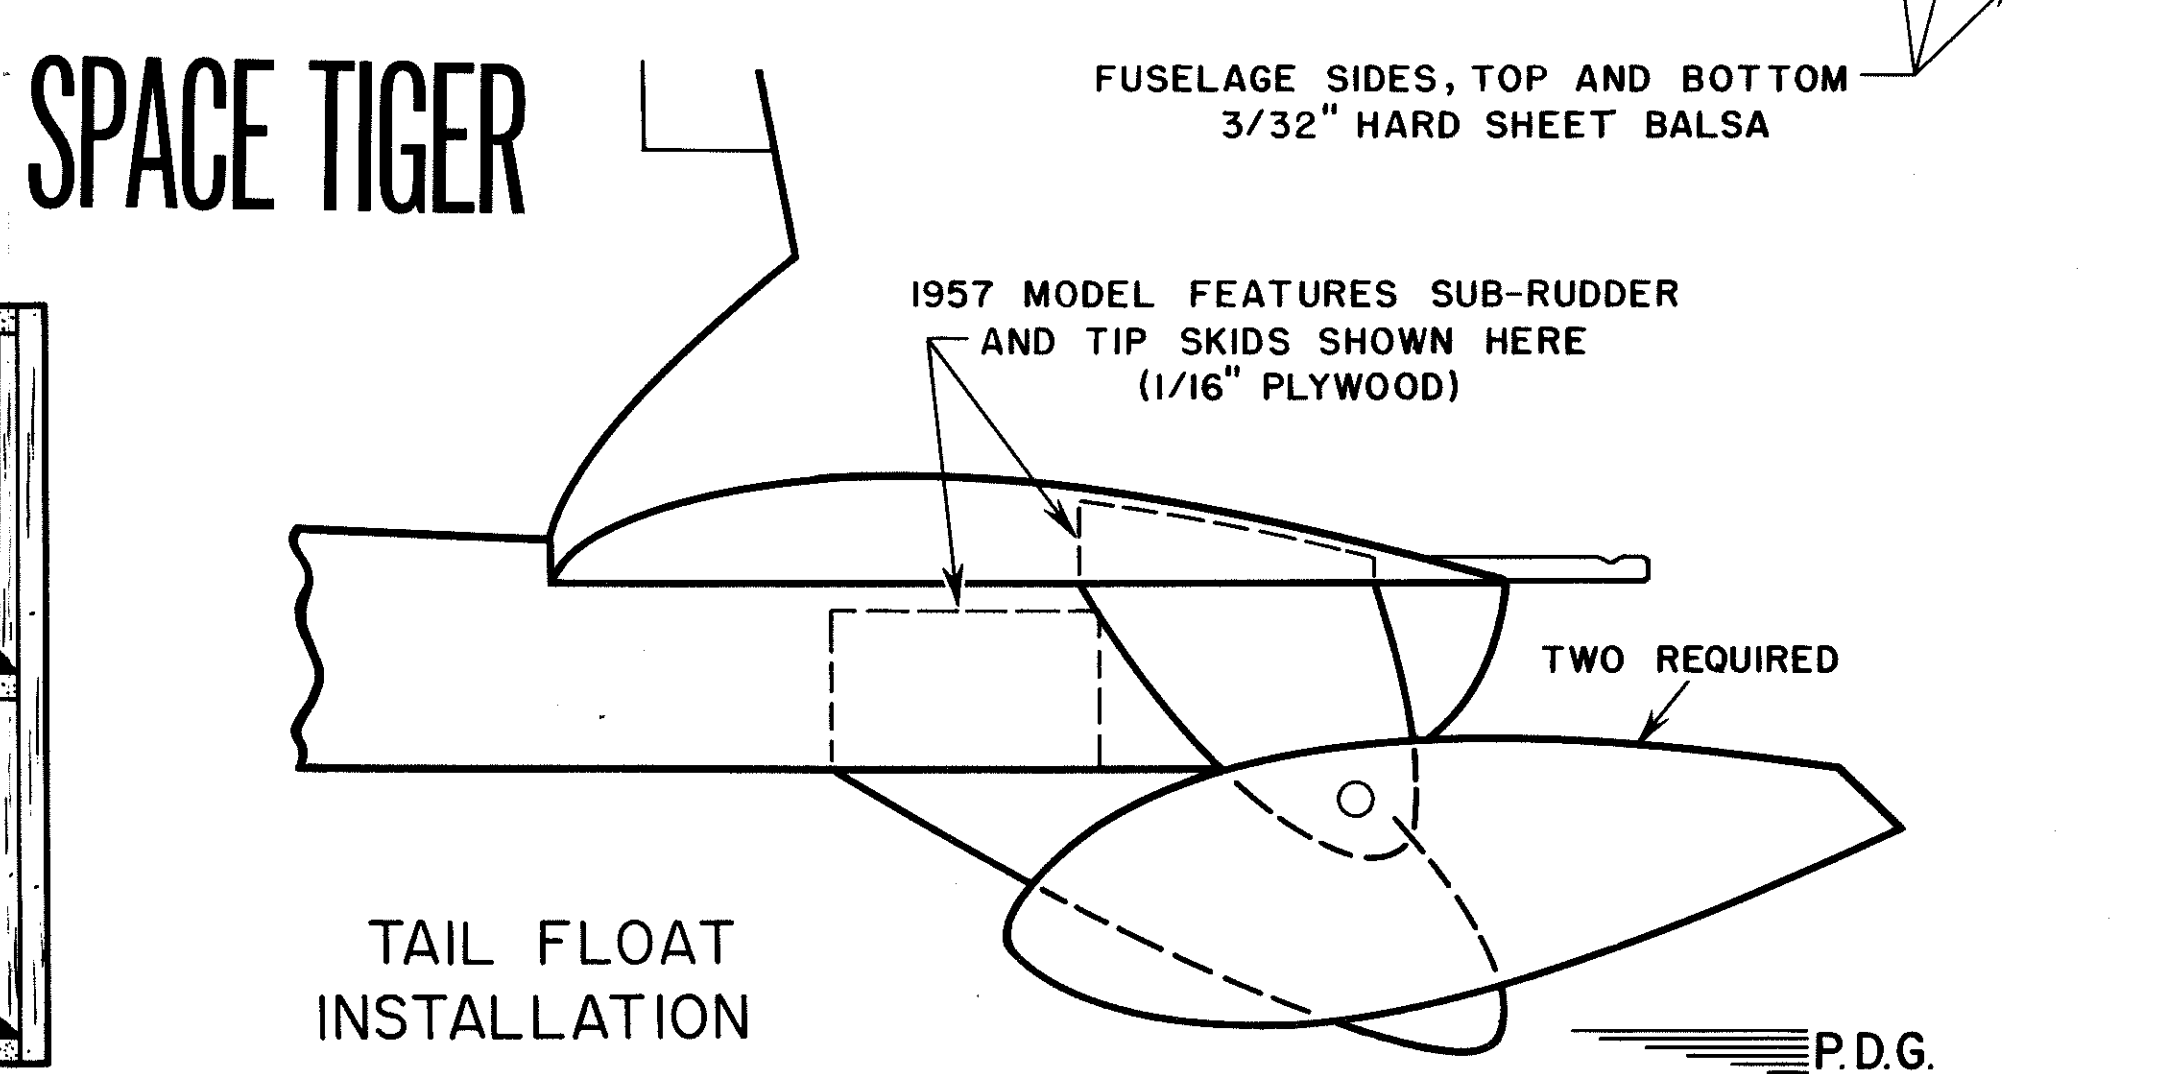 SPACE TIGER
FUSELAGE SIDES, TOP AND BOTTOM
3/32" HARD SHEET BALSA
1957 MODEL FEATURES SUB-RUDDER
AND TIP SKIDS SHOWN HERE
(1/16" PLYWOOD)
TWO REQUIRED
TAIL FLOAT
INSTALLATION
P.D.G.